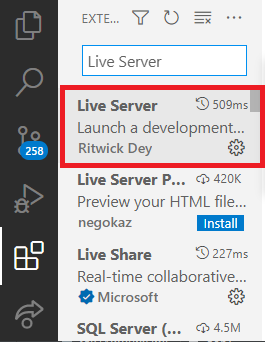 EXTE...
Live Server
Live Server 509ms
Launch a development...
Ritwick Dey
258
Live Server P... 420K
Preview your HTML file...
negokaz Install
Live Share 227ms
Real-time collaborative...
Microsoft
SQL Server (... 4.5M